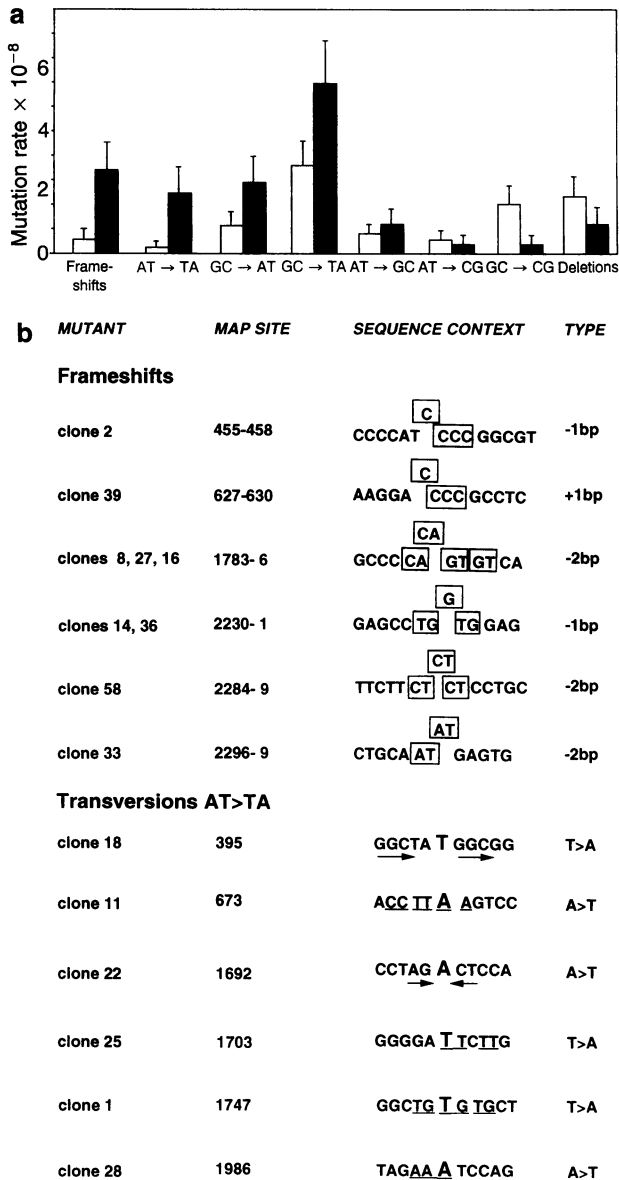 a
Mutation rate × 10⁻⁸
6
4
2
0
Frame-
shifts
AT → TA GC → AT GC → TA AT → GC AT → CG GC → CG Deletions
b
MUTANT MAP SITE SEQUENCE CONTEXT TYPE
Frameshifts
C
clone 2 455-458 CCCCAT CCC GGCGT -1bp
C
clone 39 627-630 AAGGA CCC GCCTC +1bp
CA
clones 8, 27, 16 1783- 6 GCCC CA GT GT CA -2bp
G
clones 14, 36 2230- 1 GAGCC TG TG GAG -1bp
CT
clone 58 2284- 9 TTCTT CT CT CCTGC -2bp
AT
clone 33 2296- 9 CTGCA AT GAGTG -2bp
Transversions AT>TA
clone 18 395 GGCTA T GGCGG T>A
clone 11 673 ACC TT A AGTCC A>T
clone 22 1692 CCTAG A CTCCA A>T
clone 25 1703 GGGGA T TCTTG T>A
clone 1 1747 GGCTG T G TGCT T>A
clone 28 1986 TAGAA A TCCAG A>T